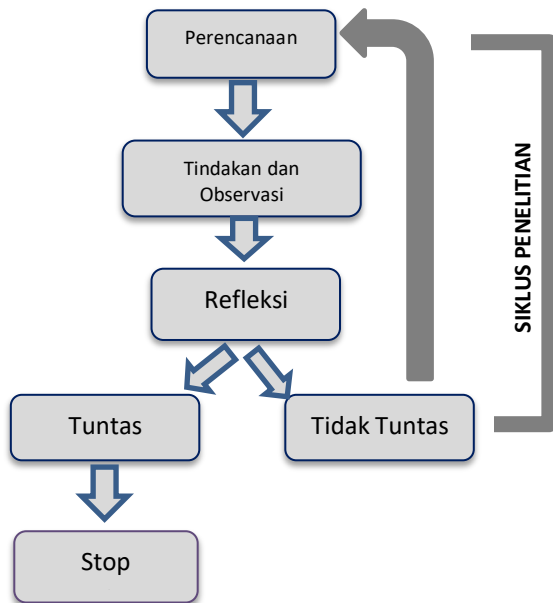 Perencanaan
Tindakan dan
Observasi
Refleksi
Tuntas
Tidak Tuntas
Stop
SIKLUS PENELITIAN